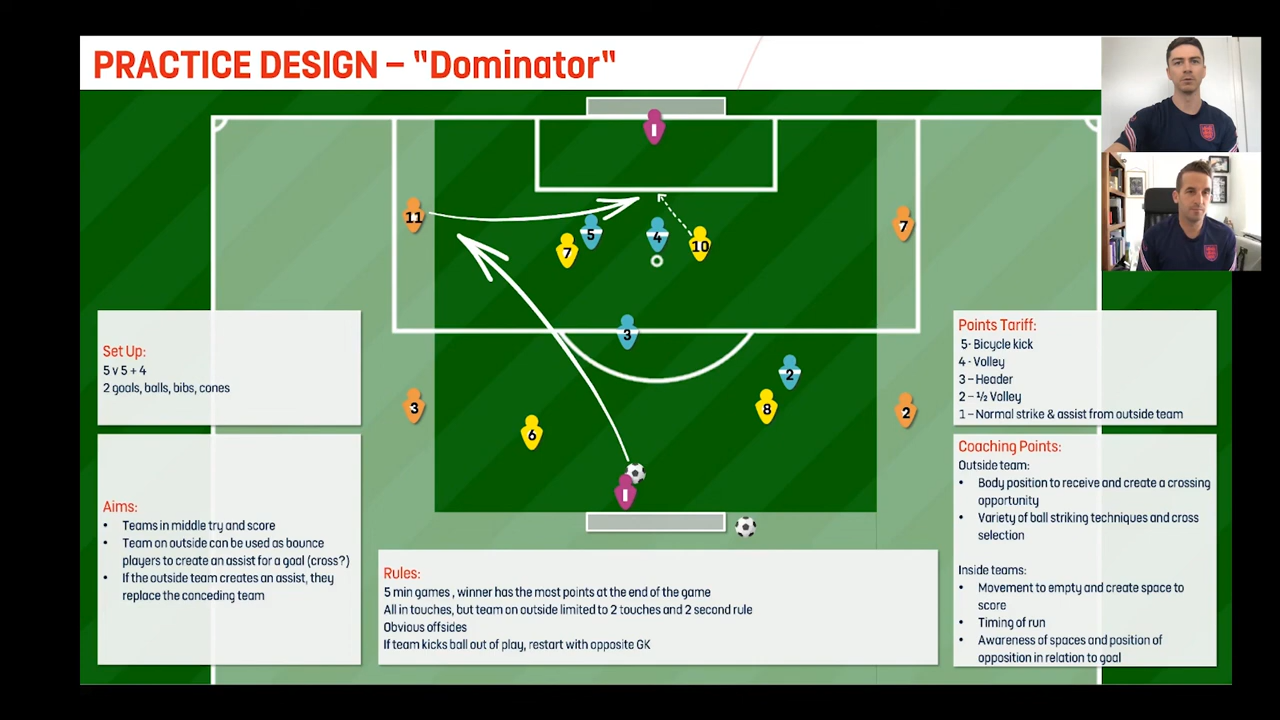 PRACTICE DESIGN – "Dominator"
1
11
7
5
4
10
7
3
2
3
8
2
6
1
Set Up:
5 v 5 + 4
2 goals, balls, bibs, cones
Aims:
• Teams in middle try and score
• Team on outside can be used as bounce
players to create an assist for a goal (cross?)
• If the outside team creates an assist, they
replace the conceding team
Rules:
5 min games , winner has the most points at the end of the game
All in touches, but team on outside limited to 2 touches and 2 second rule
Obvious offsides
If team kicks ball out of play, restart with opposite GK
Points Tariff:
5- Bicycle kick
4 - Volley
3 – Header
2 – ½ Volley
1 – Normal strike & assist from outside team
Coaching Points:
Outside team:
• Body position to receive and create a crossing
opportunity
• Variety of ball striking techniques and cross
selection
Inside teams:
• Movement to empty and create space to
score
• Timing of run
• Awareness of spaces and position of
opposition in relation to goal